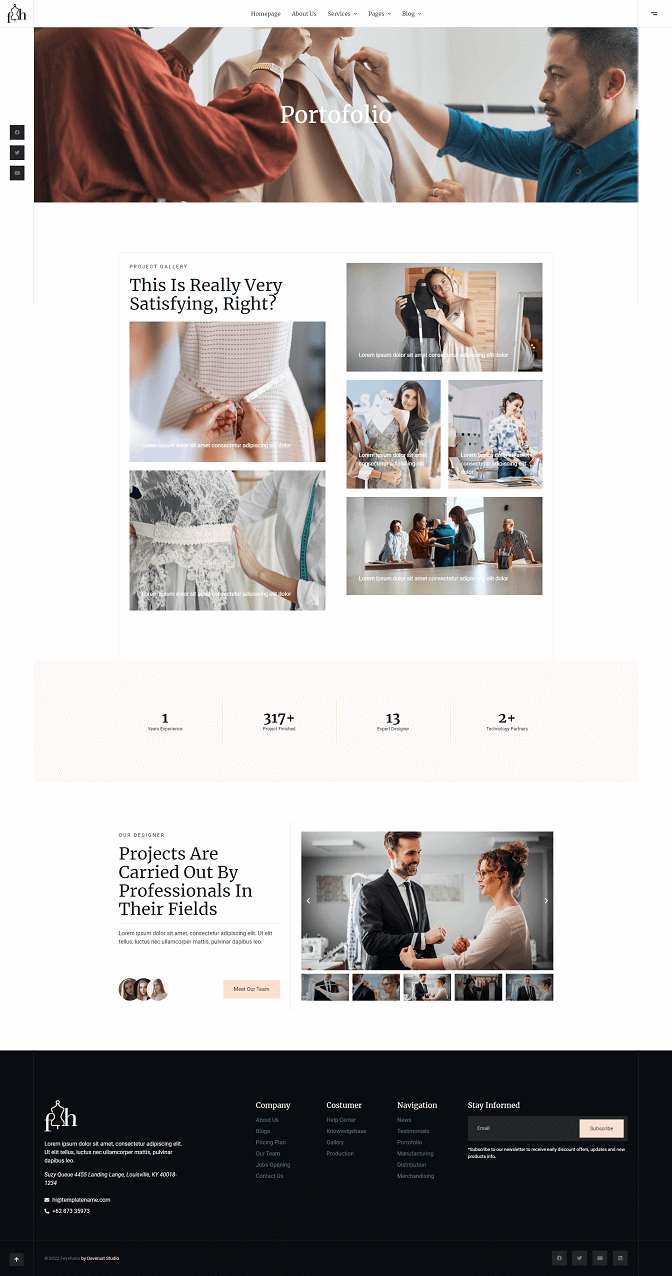 fsh
Homepage About Us Services Pages Blog
Portofolio
PROJECT GALLERY
This Is Really Very
Satisfying, Right?
Lorem ipsum dolor sit amet consectetur adipiscing elit dolor
Lorem ipsum dolor sit amet consectetur adipiscing elit dolor
Lorem ipsum dolor sit amet consectetur adipiscing elit dolor
Lorem ipsum dolor sit amet
consectetur adipiscing elit
dolor
Lorem ipsum dolor sit amet
consectetur adipiscing elit
dolor
Lorem ipsum dolor sit amet consectetur adipiscing elit dolor
1
Years Experience
317+
Project Finished
13
Expert Designer
2+
Technology Partners
OUR DESIGNER
Projects Are
Carried Out By
Professionals In
Their Fields
Lorem ipsum dolor sit amet, consectetur adipiscing elit. Ut elit
tellus, luctus nec ullamcorper mattis, pulvinar dapibus leo.
Meet Our Team
fsh
Lorem ipsum dolor sit amet, consectetur adipiscing elit.
Ut elit tellus, luctus nec ullamcorper mattis, pulvinar
dapibus leo.
Suzy Queue 4455 Landing Lange, Louisville, KY 40018-
1234
hi@templatename.com
+62 873 35973
Company
About Us
Blogs
Pricing Plan
Our Team
Jobs Opening
Contact Us
Costumer
Help Center
Knowledgebase
Gallery
Production
Navigation
News
Testimonials
Portofolio
Manufacturing
Distribution
Merchandising
Stay Informed
Email
Subscribe
*Subscribe to our newsletter to receive early discount offers, updates and new
products info.
© 2022 Feyshane by Deverust Studio